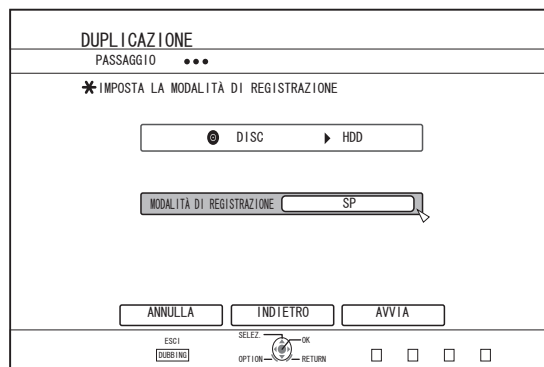 DUPLICAZIONE
PASSAGGIO
IMPOSTA LA MODALITÀ DI REGISTRAZIONE
DISC HDD
MODALITÀ DI REGISTRAZIONE SP
ANNULLA INDIETRO AVVIA
ESCI SELEZ. OK
DUBBING OPTION RETURN